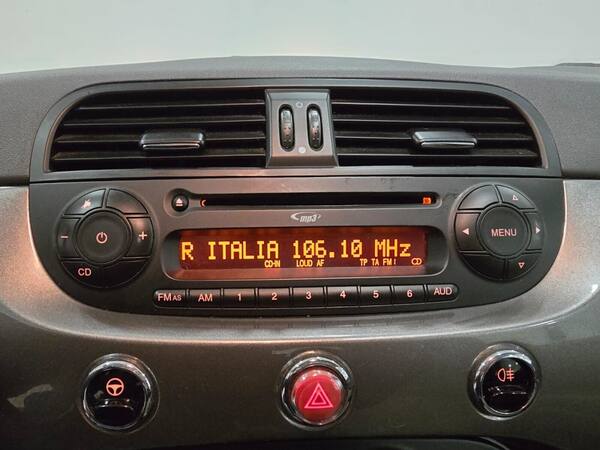 mp3
R ITALIA 106.10 MHz
CD-IN LOUD AF TP TA FM I CD
- + CD
MENU
FM AS AM 1 2 3 4 5 6 AUD